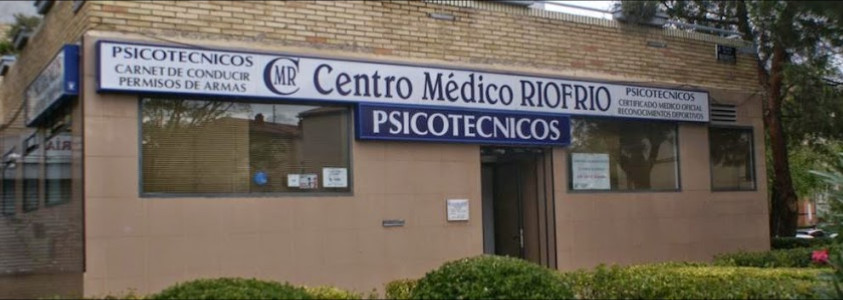 PSICOTECNICOS
CARNET DE CONDUCIR
PERMISOS DE ARMAS
CMR
Centro Médico RIOFRIO
PSICOTECNICOS
CERTIFICADO MEDICO OFICIAL
RECONOCIMIENTOS DEPORTIVOS
PSICOTECNICOS